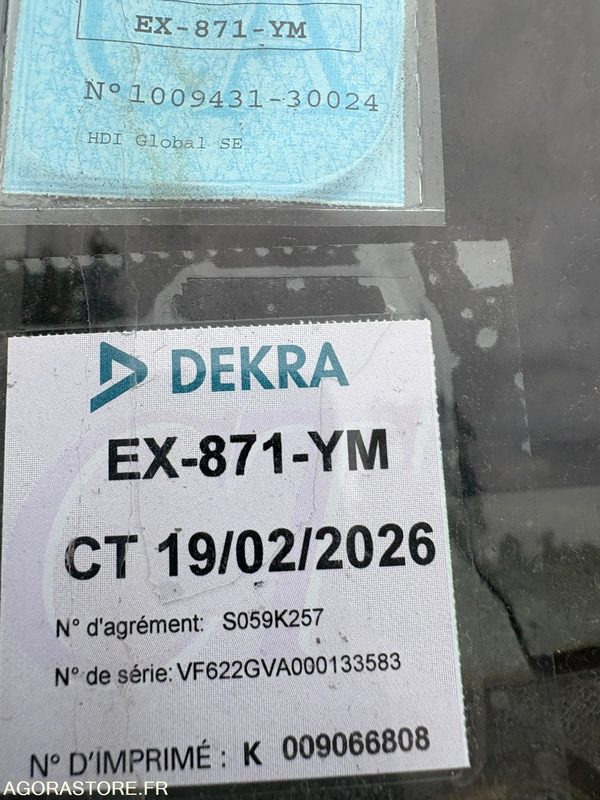 EX-871-YM
N° 1009431-30024
HDI Global SE
DEKRA
EX-871-YM
CT 19/02/2026
N° d'agrément: S059K257
N° de série: VF622GVA000133583
N° D'IMPRIMÉ : K 009066808
AGORASTORE.FR